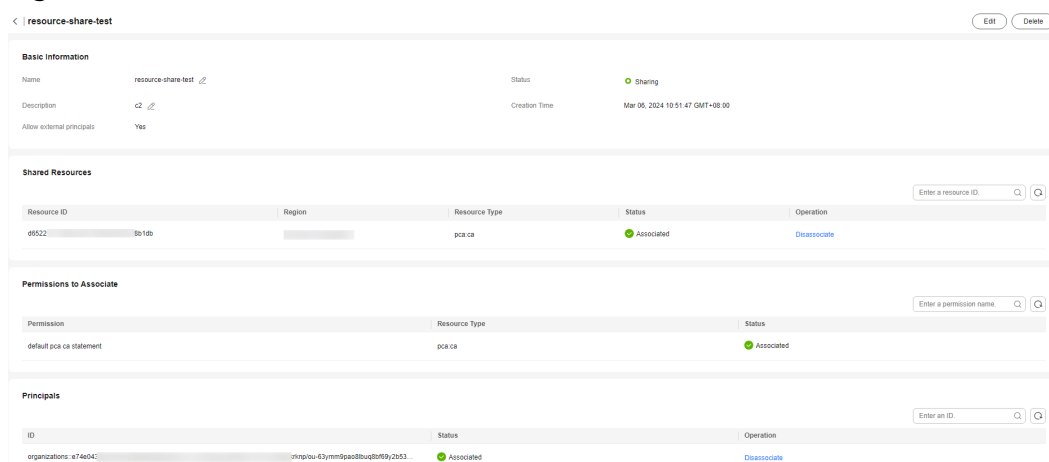 < | resource-share-test Edit Delete
Basic Information
Name resource-share-test Status Sharing
Description c2 Creation Time Mar 06, 2024 10:51:47 GMT+08:00
Allow external principals Yes
Shared Resources
Enter a resource ID.
Resource ID Region Resource Type Status Operation
d6522 8b1db pca:ca Associated Disassociate
Permissions to Associate
Enter a permission name.
Permission Resource Type Status
default pca ca statement pca:ca Associated
Principals
Enter an ID.
ID Status Operation
organizations::e74e043 Associated Disassociate